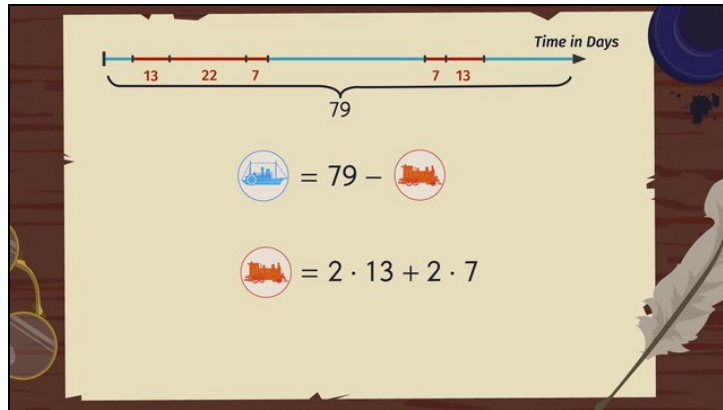 Time in Days
13 22 7 7 13
79
= 79 –
= 2 · 13 + 2 · 7